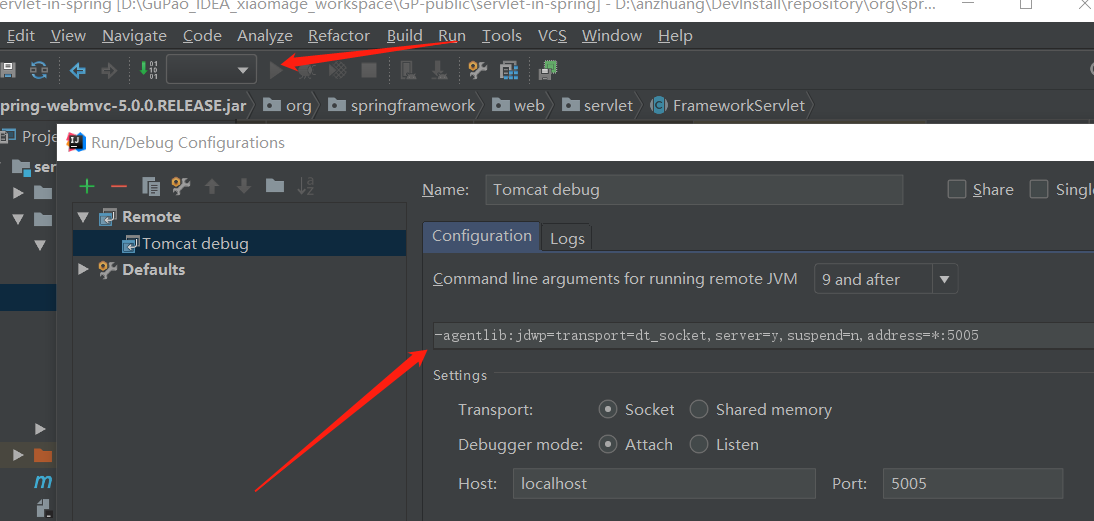 servlet-in-spring [D:\GuPao_IDEA_xiaomage_workspace\GP-public\servlet-in-spring] - D:\anzhuang\DevInstall\repository\org\spr...
Edit View Navigate Code Analyze Refactor Build Run Tools VCS Window Help
pring-webmvc-5.0.0.RELEASE.jar org springframework web servlet FrameworkServlet
Proje
Run/Debug Configurations
ser
Name: Tomcat debug Share Single
Remote
Configuration Logs
Tomcat debug
Defaults
Command line arguments for running remote JVM 9 and after
-agentlib:jdwp=transport=dt_socket,server=y,suspend=n,address=*:5005
Settings
Transport: Socket Shared memory
Debugger mode: Attach Listen
Host: localhost Port: 5005